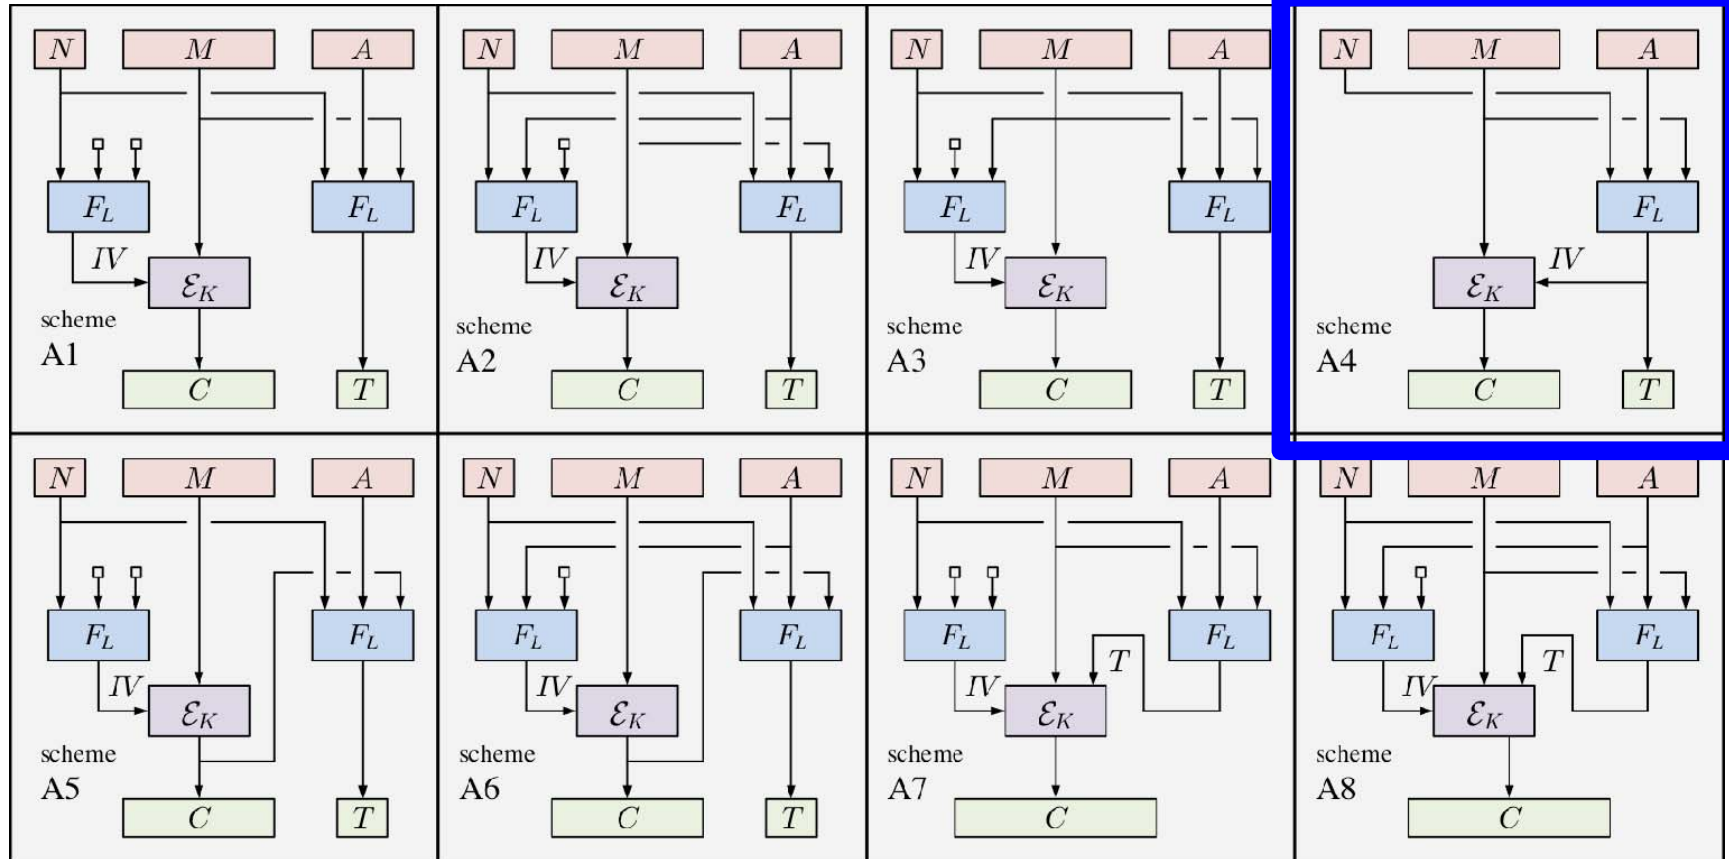 N M A
F_L F_L
IV
ℰ_K
scheme
A1
C T
N M A
F_L F_L
IV
ℰ_K
scheme
A2
C T
N M A
F_L F_L
IV
ℰ_K
scheme
A3
C T
N M A
F_L
IV
ℰ_K
scheme
A4
C T
N M A
F_L F_L
IV
ℰ_K
scheme
A5
C T
N M A
F_L F_L
IV
ℰ_K
scheme
A6
C T
N M A
F_L F_L
T
IV
ℰ_K
scheme
A7
C
N M A
F_L F_L
T
IV
ℰ_K
scheme
A8
C